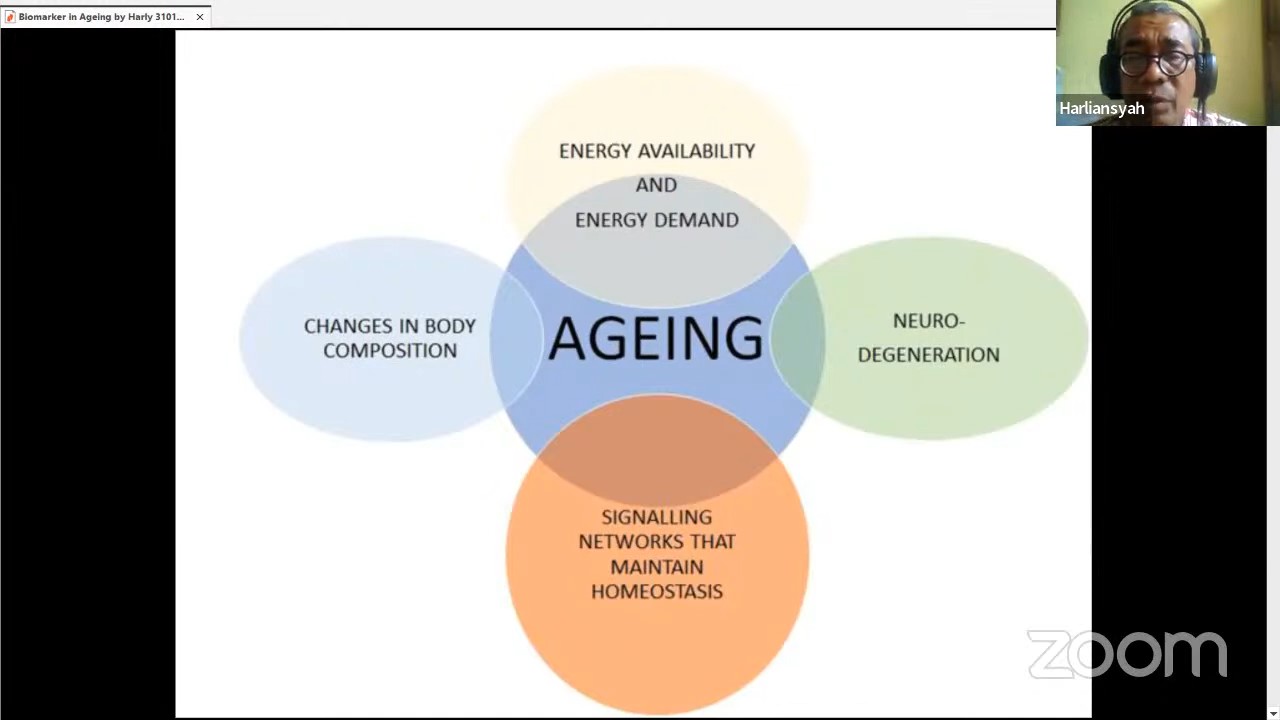 Biomarker in Ageing by Harly 3101...
Harliansyah
ENERGY AVAILABILITY
AND
ENERGY DEMAND
CHANGES IN BODY
COMPOSITION
AGEING
NEURO-
DEGENERATION
SIGNALLING
NETWORKS THAT
MAINTAIN
HOMEOSTASIS
zoom